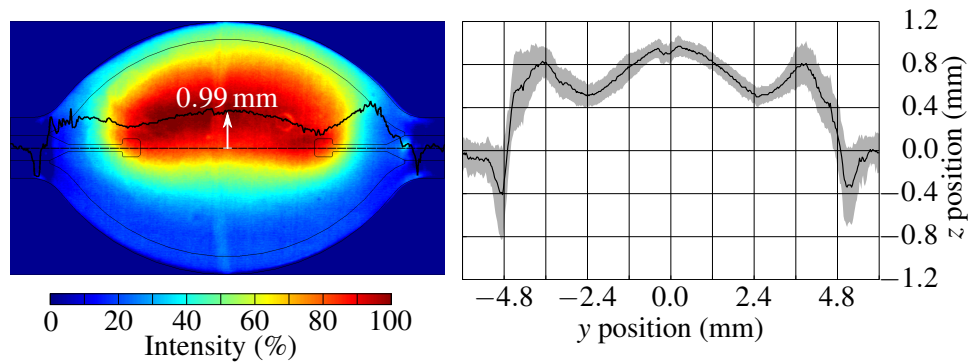 0.99 mm
0 20 40 60 80 100
Intensity (%)
1.2
0.8
0.4
0.0
−0.4
−0.8
−1.2
z position (mm)
−4.8 −2.4 0.0 2.4 4.8
y position (mm)